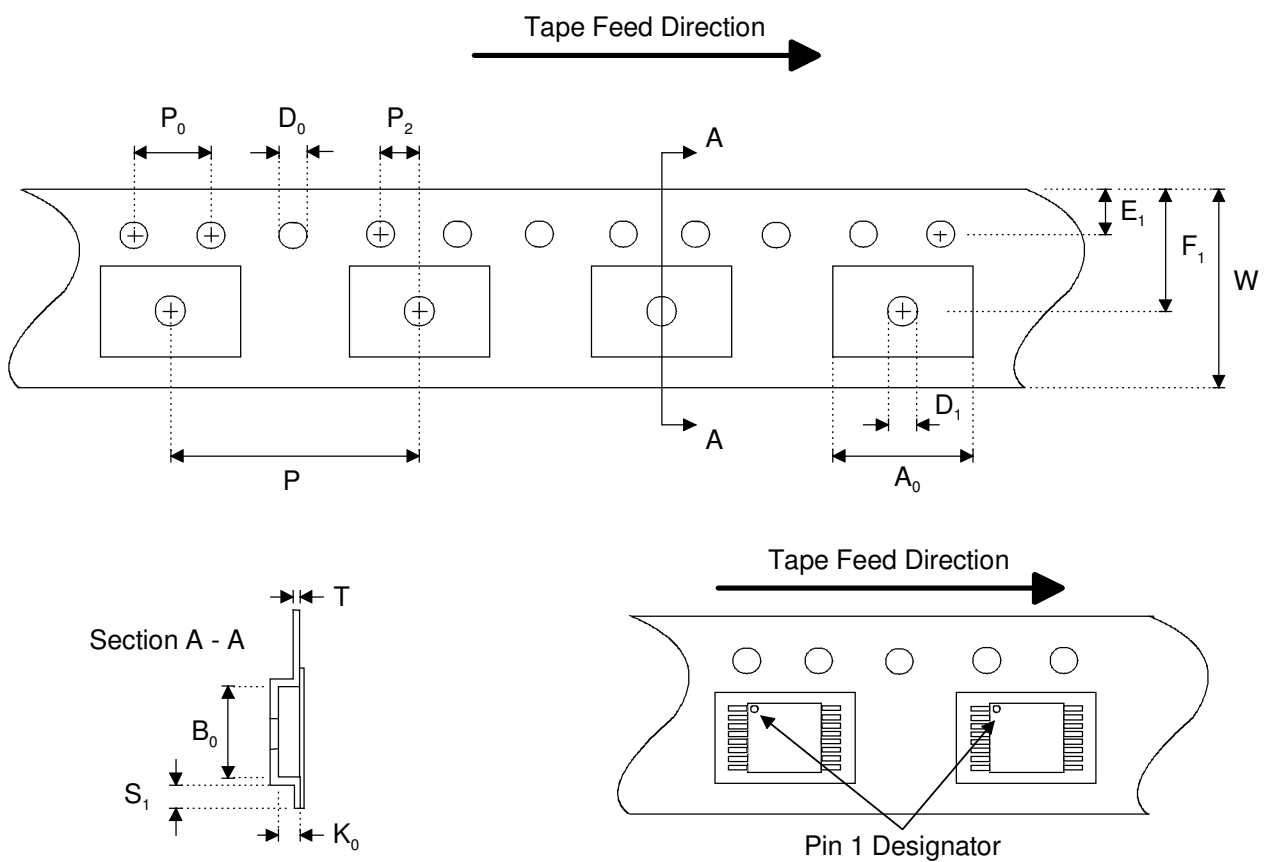 Tape Feed Direction
P₀
D₀
P₂
A
E₁
F₁
W
D₁
A
P
A₀
Tape Feed Direction
T
Section A - A
B₀
S₁
K₀
Pin 1 Designator